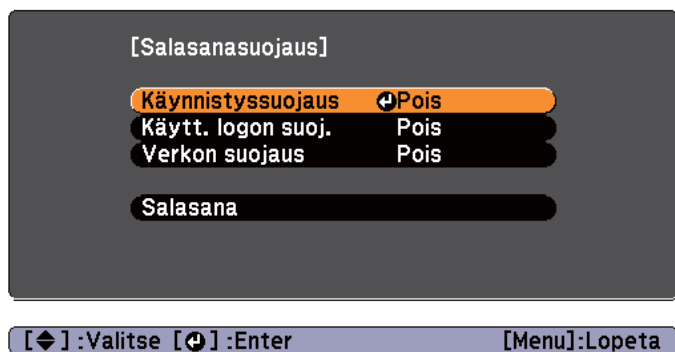 [Salasanasuojaus]
Käynnistyssuojaus Pois
Käytt. logon suoj. Pois
Verkon suojaus Pois
Salasana
[◆] :Valitse [⏎] :Enter [Menu]:Lopeta